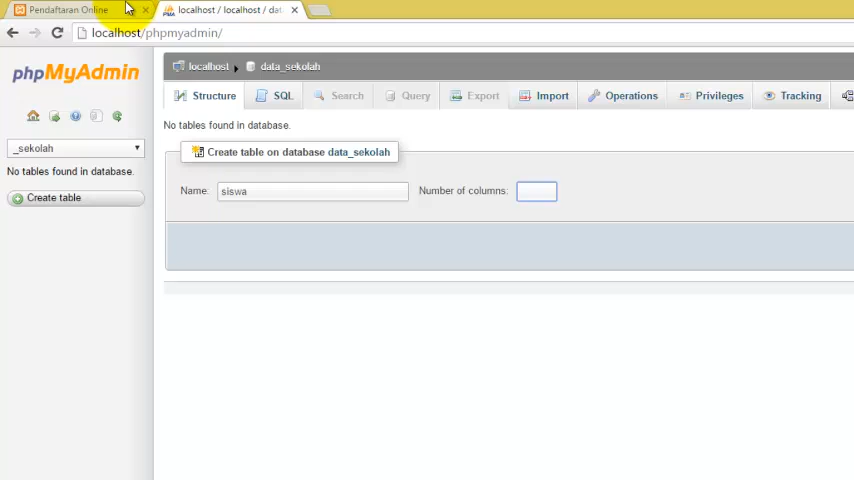 Pendaftaran Online
localhost / localhost / dat
localhost/phpmyadmin/
phpMyAdmin
localhost
data_sekolah
Structure
SQL
Search
Query
Export
Import
Operations
Privileges
Tracking
No tables found in database.
_sekolah
No tables found in database.
Create table
Create table on database data_sekolah
Name:
siswa
Number of columns: